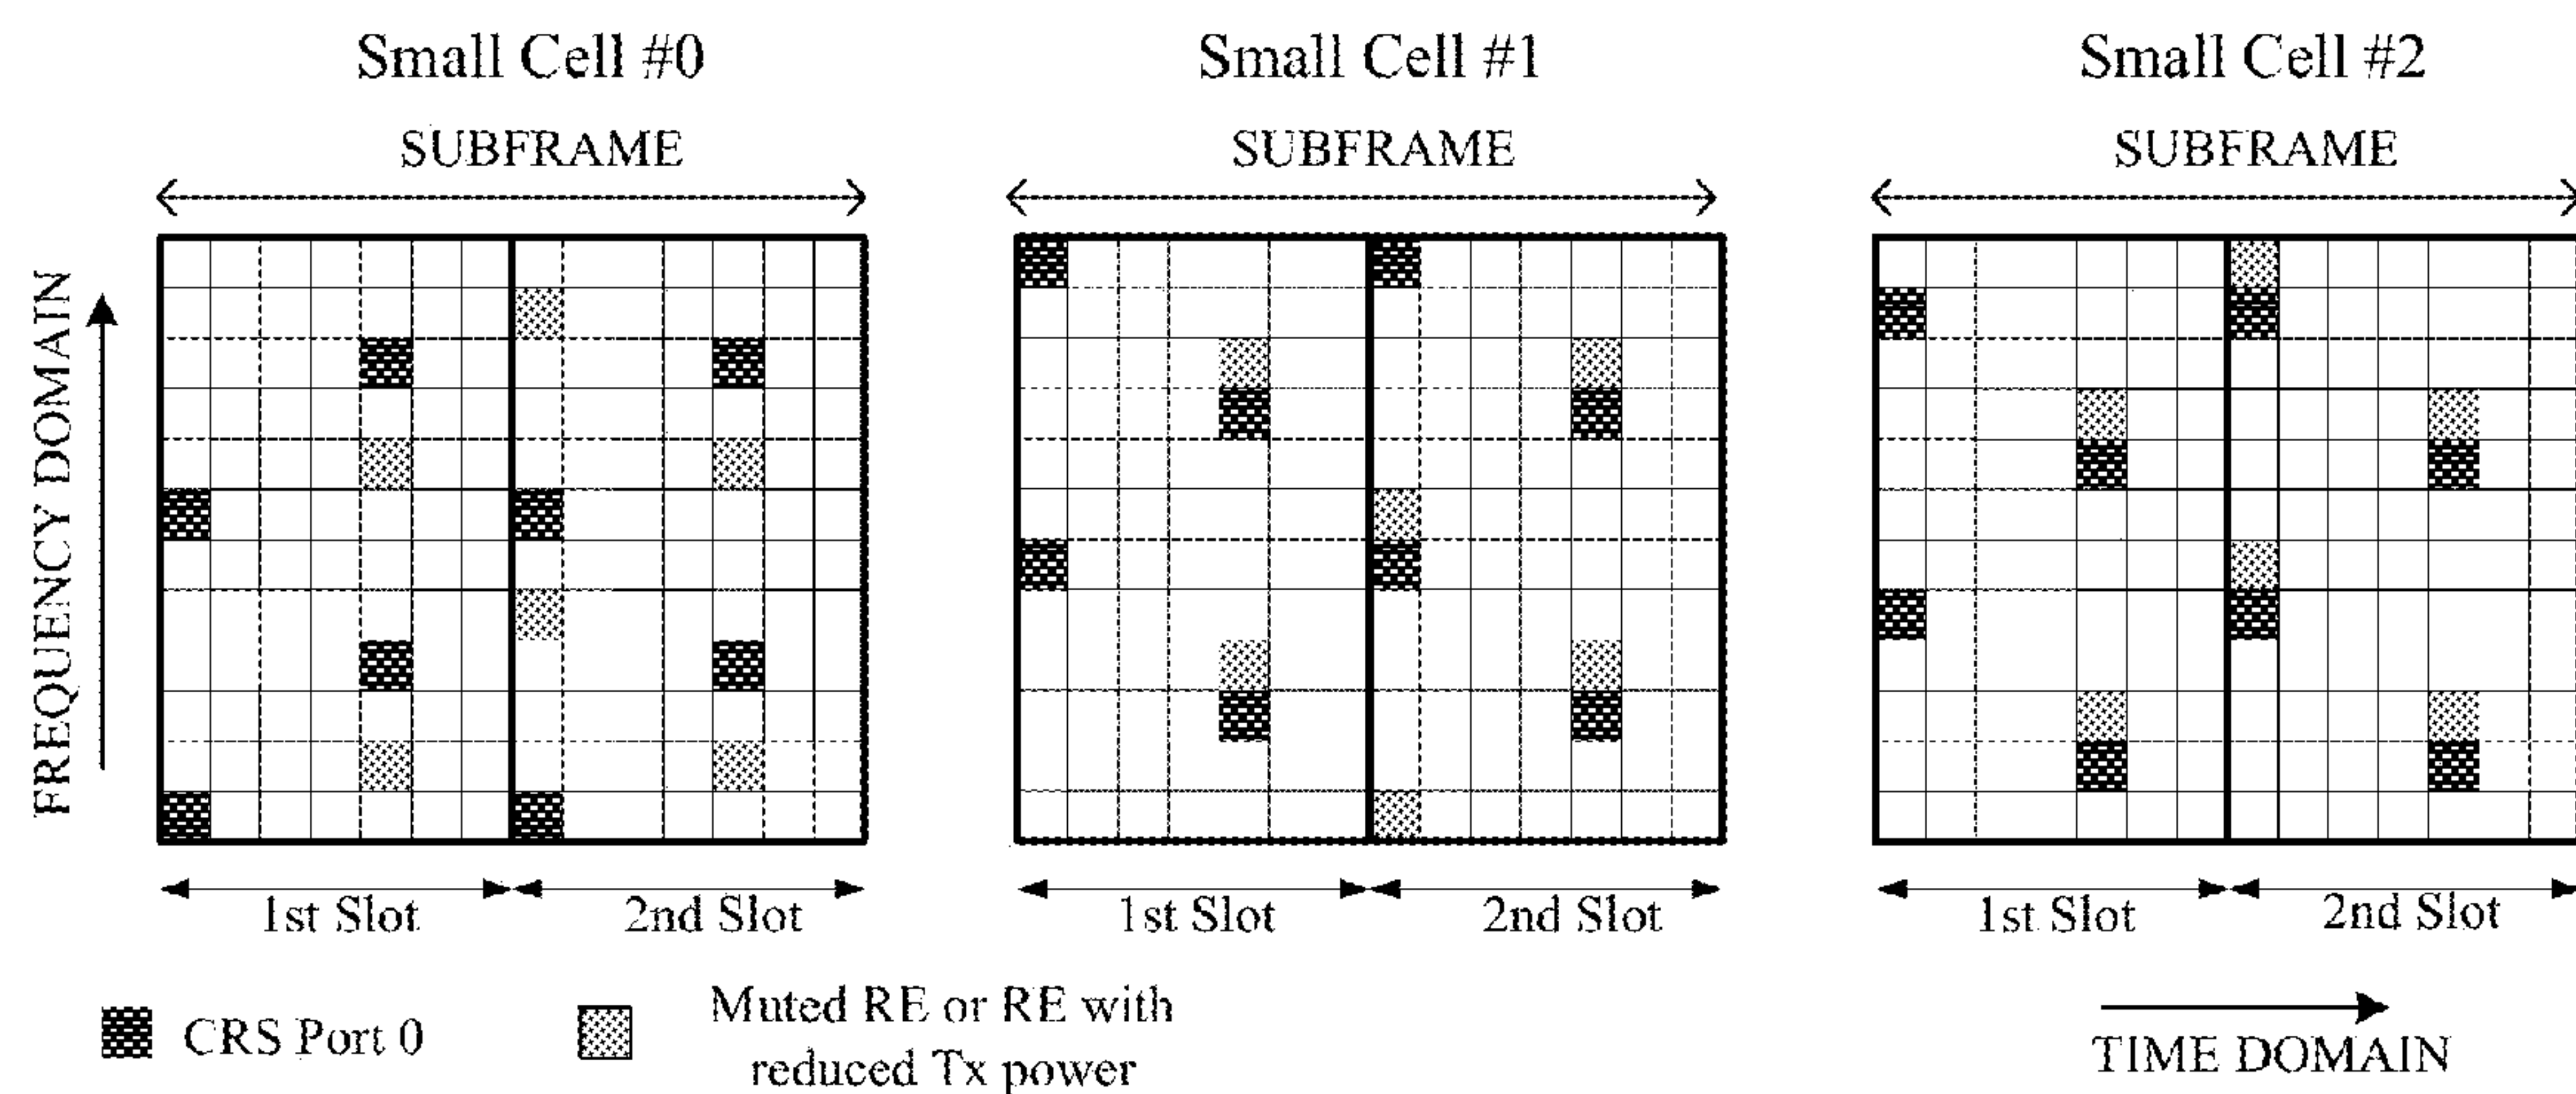 Small Cell #0
Small Cell #1
Small Cell #2
SUBFRAME
SUBFRAME
SUBFRAME
FREQUENCY DOMAIN
1st Slot
2nd Slot
1st Slot
2nd Slot
1st Slot
2nd Slot
CRS Port 0
Muted RE or RE with
reduced Tx power
TIME DOMAIN